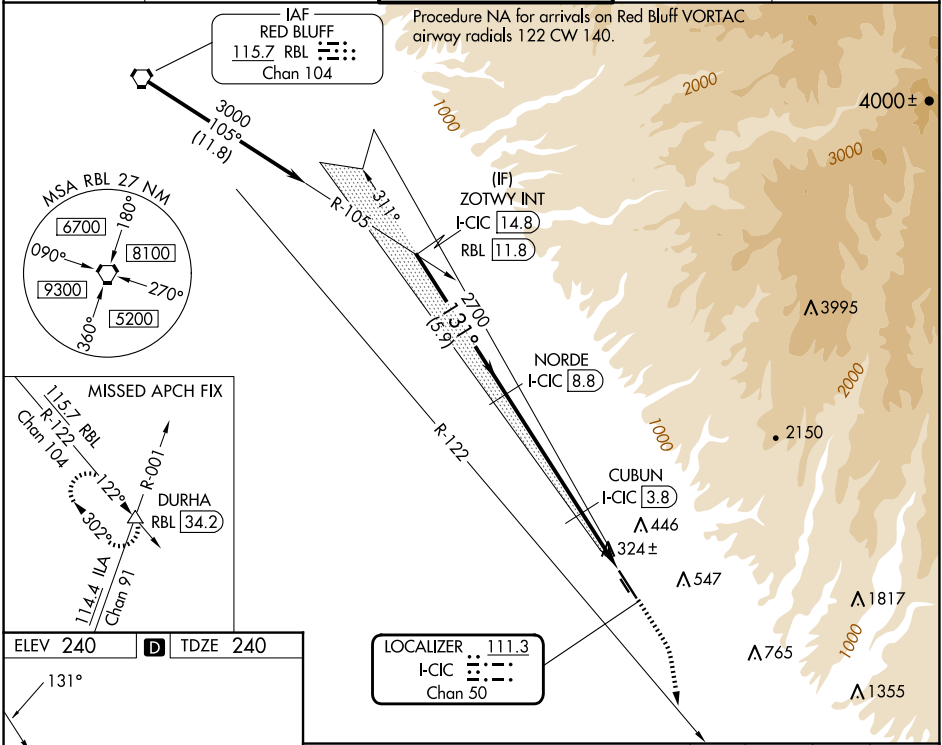 IAF
RED BLUFF
115.7 RBL
Chan 104
Procedure NA for arrivals on Red Bluff VORTAC
airway radials 122 CW 140.
3000
105°
(11.8)
R-105
311°
(IF)
ZOTWY INT
I-CIC 14.8
RBL 11.8
2700
131°
(5.9)
NORDE
I-CIC 8.8
R-122
CUBUN
I-CIC 3.8
446
324±
547
1817
765
1355
2150
3995
4000±
1000
2000
3000
1000
2000
1000
MSA RBL 27 NM
180°
6700
8100
090°
270°
9300
5200
360°
MISSED APCH FIX
115.7 RBL
R-122
Chan 104
122°
302°
R-001
DURHA
RBL 34.2
114.4 ILA
Chan 91
LOCALIZER 111.3
I-CIC
Chan 50
ELEV 240 D TDZE 240
131°